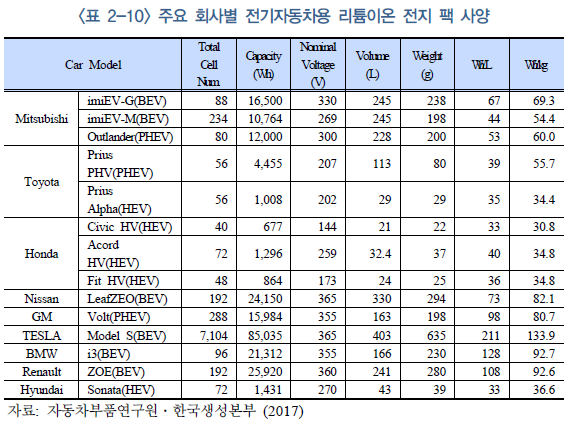 <표 2-10> 주요 회사별 전기자동차용 리튬이온 전지 팩 사양
Car Model Total Cell Num. Capacity (Wh) Nominal Voltage (V) Volume (L) Weight (g) Wh/L Wh/kg
Mitsubishi imiEV-G(BEV) 88 16,500 330 245 238 67 69.3
imiEV-M(BEV) 234 10,764 269 245 198 44 54.4
Outlander(PHEV) 80 12,000 300 228 200 53 60.0
Toyota Prius PHV(PHEV) 56 4,455 207 113 80 39 55.7
Prius Alpha(HEV) 56 1,008 202 29 29 35 34.4
Honda Civic HV(HEV) 40 677 144 21 22 33 30.8
Acord HV(HEV) 72 1,296 259 32.4 37 40 34.8
Fit HV(HEV) 48 864 173 24 25 36 34.8
Nissan LeafZEO(BEV) 192 24,150 365 330 294 73 82.1
GM Volt(PHEV) 288 15,984 355 163 198 98 80.7
TESLA Model S(BEV) 7,104 85,035 365 403 635 211 133.9
BMW i3(BEV) 96 21,312 355 166 230 128 92.7
Renault ZOE(BEV) 192 25,920 360 241 280 108 92.6
Hyundai Sonata(HEV) 72 1,431 270 43 39 33 36.6
자료: 자동차부품연구원·한국생성본부 (2017)